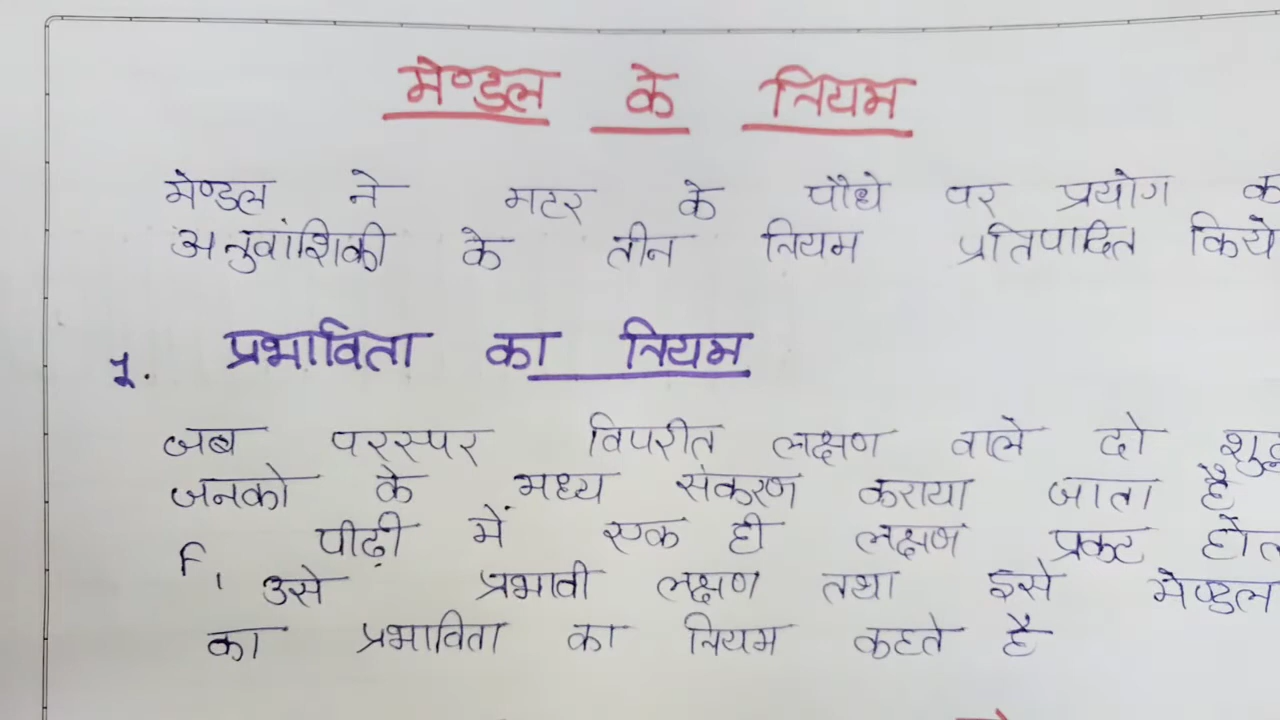 मेण्डल के नियम
मेण्डल ने मटर के पौधे पर प्रयोग
अनुवांशिकी के तीन नियम प्रतिपादित किये
1. प्रभाविता का नियम
जब परस्पर विपरीत लक्षण वाले दो
जनको के मध्य संकरण कराया जाता है
F1 पीढ़ी में एक ही लक्षण प्रकट
उसे प्रभावी लक्षण तथा इसे मेण्डल
का प्रभाविता का नियम कहते है